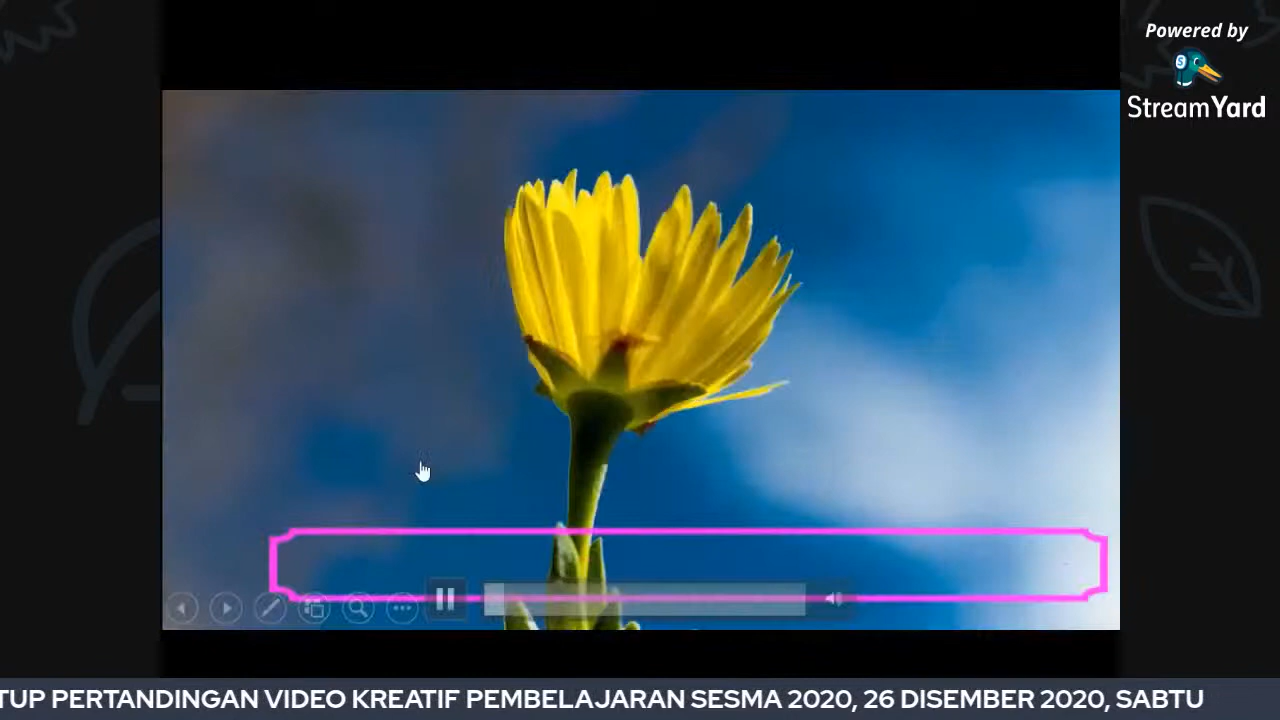 Powered by
StreamYard
TUP PERTANDINGAN VIDEO KREATIF PEMBELAJARAN SESMA 2020, 26 DISEMBER 2020, SABTU